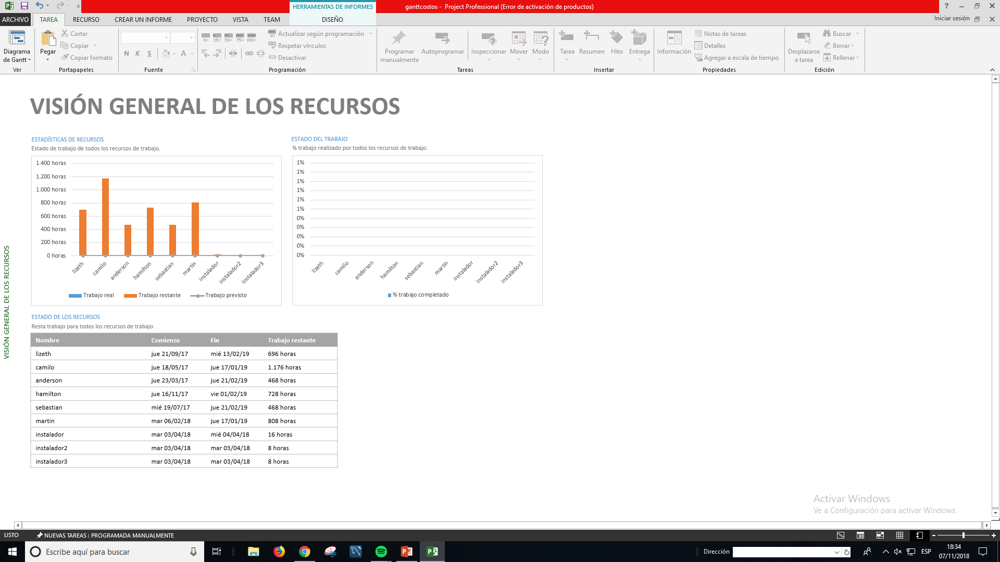 HERRAMIENTAS DE INFORMES
ganttcostos - Project Professional (Error de activación de productos)
ARCHIVO TAREA RECURSO CREAR UN INFORME PROYECTO VISTA TEAM DISEÑO
Iniciar sesión
Diagrama de Gantt
Ver
Pegar
Cortar
Copiar
Copiar formato
Portapapeles
N K S A
Fuente
0% 25% 50% 75% 100%
Actualizar según programación
Respetar vínculos
Desactivar
Programación
Programar manualmente
Autoprogramar
Inspeccionar
Mover
Modo
Tareas
Tarea
Resumen
Hito
Entrega
Insertar
Información
Notas de tareas
Detalles
Agregar a escala de tiempo
Propiedades
Desplazarse a tarea
Buscar
Borrar
Rellenar
Edición
VISIÓN GENERAL DE LOS RECURSOS
VISIÓN GENERAL DE LOS RECURSOS
ESTADÍSTICAS DE RECURSOS
Estado de trabajo de todos los recursos de trabajo.
1.400 horas
1.200 horas
1.000 horas
800 horas
600 horas
400 horas
200 horas
0 horas
lizeth camilo anderson hamilton sebastian martin instalador instalador2 instalador3
Trabajo real Trabajo restante Trabajo previsto
ESTADO DEL TRABAJO
% trabajo realizado por todos los recursos de trabajo.
1%
1%
1%
1%
1%
1%
0%
0%
0%
0%
0%
lizeth camilo anderson hamilton sebastian martin instalador instalador2 instalador3
% trabajo completado
ESTADO DE LOS RECURSOS
Resta trabajo para todos los recursos de trabajo
Nombre Comienzo Fin Trabajo restante
lizeth jue 21/09/17 mié 13/02/19 696 horas
camilo jue 18/05/17 jue 17/01/19 1.176 horas
anderson jue 23/03/17 jue 21/02/19 468 horas
hamilton jue 16/11/17 vie 01/02/19 728 horas
sebastian mié 19/07/17 jue 21/02/19 468 horas
martin mar 06/02/18 jue 17/01/19 808 horas
instalador mar 03/04/18 mié 04/04/18 16 horas
instalador2 mar 03/04/18 mar 03/04/18 8 horas
instalador3 mar 03/04/18 mar 03/04/18 8 horas
Activar Windows
Ve a Configuración para activar Windows.
LISTO NUEVAS TAREAS : PROGRAMADA MANUALMENTE
Escribe aquí para buscar
Dirección
ESP
18:34
07/11/2018